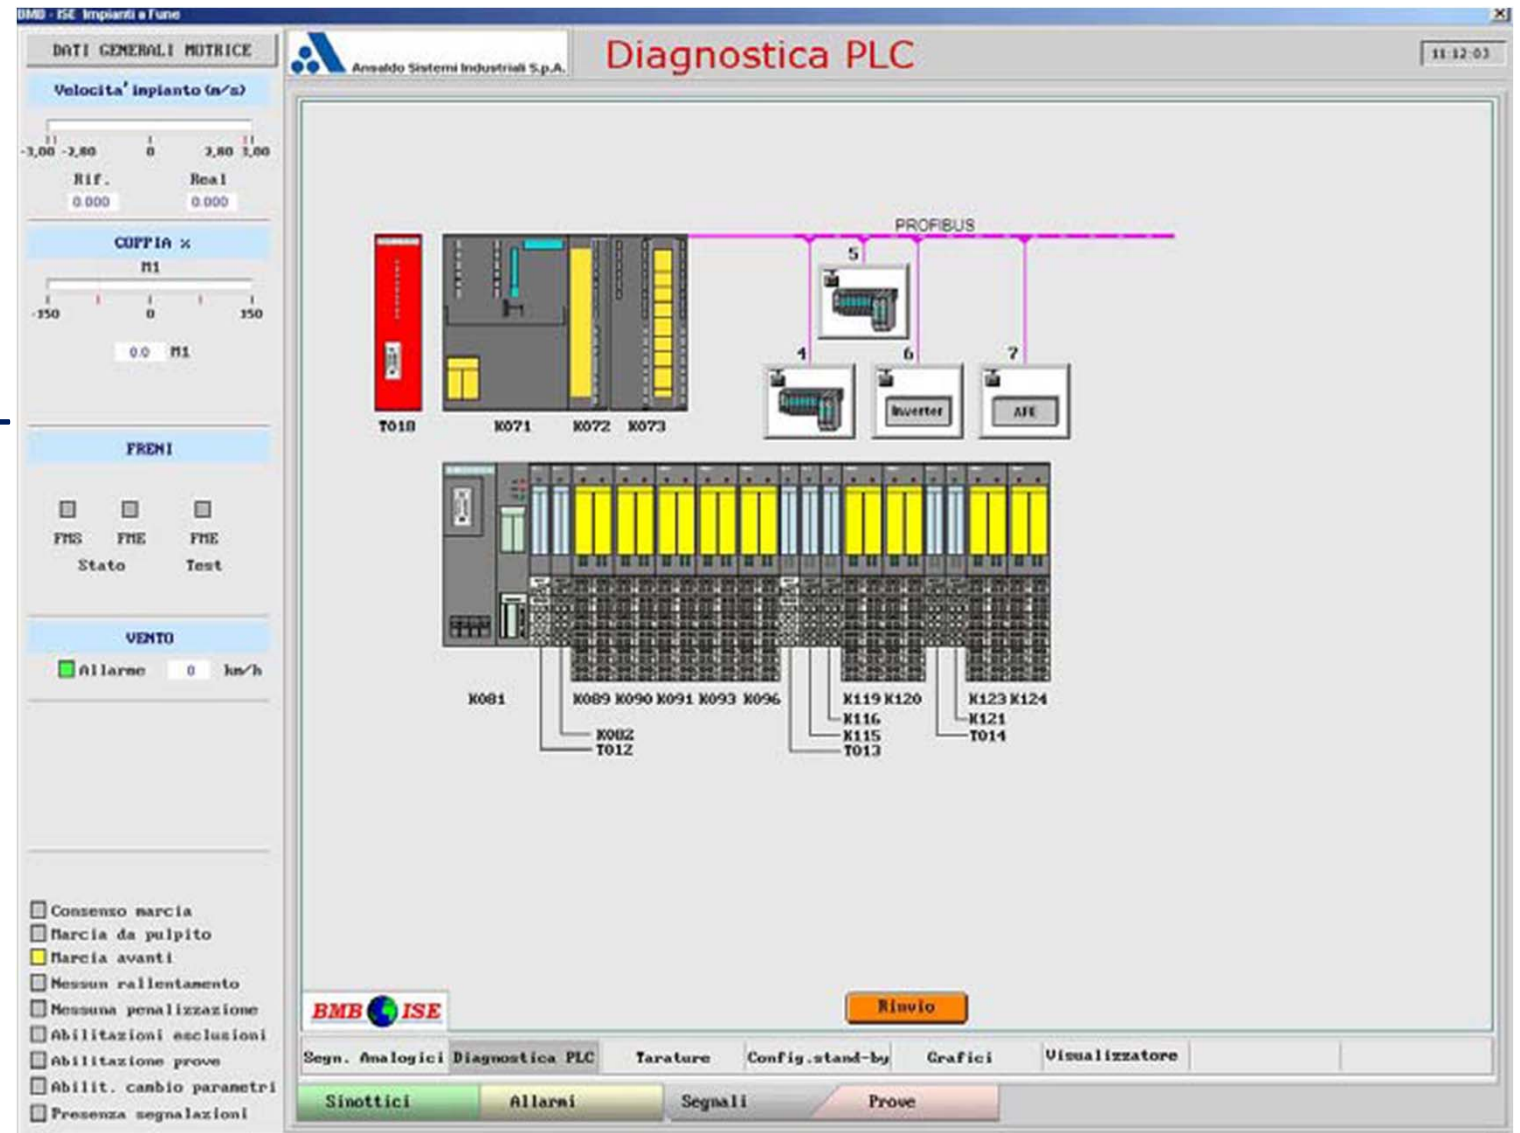 BMB - ISE Impianti a Fune
DATI GENERALI MOTRICE
Ansaldo Sistemi Industriali S.p.A.
Diagnostica PLC
11:12:03
Velocita' impianto (m/s)
-3,00 -2,80 0 2,80 3,00
Rif. Real
0.000 0.000
COPPIA %
M1
-350 0 350
0.0 M1
FRENI
FMS FME FME
Stato Test
VENTO
Allarme 0 km/h
Consenso marcia
Marcia da pulpito
Marcia avanti
Nessun rallentamento
Nessuna penalizzazione
Abilitazioni esclusioni
Abilitazione prove
Abilit. cambio parametri
Presenza segnalazioni
PROFIBUS
5
4 6 7
Inverter AFE
T018 K071 K072 K073
K081 K089 K090 K091 K093 K096 K119 K120 K123 K124
K082
T012
K116
K115
T013
K121
T014
BMB ISE
Rinvio
Segn. Analogici Diagnostica PLC Tarature Config.stand-by Grafici Visualizzatore
Sinottici Allarmi Segnali Prove